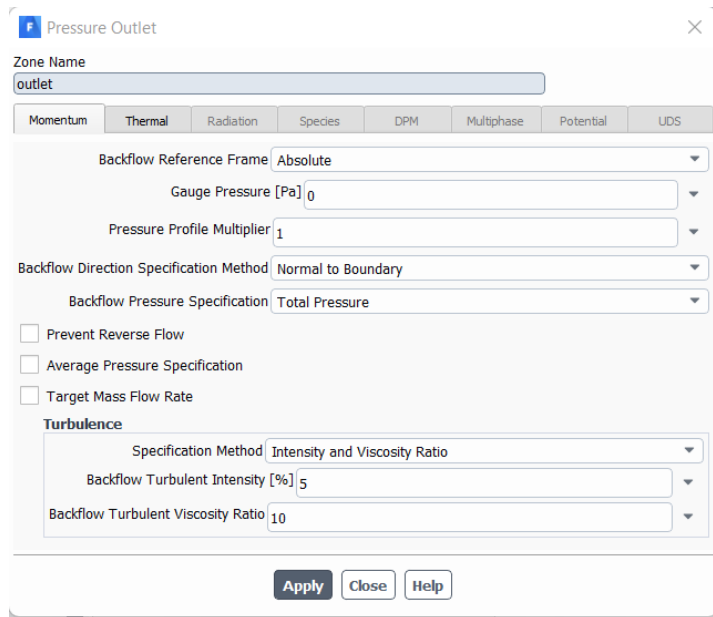 F Pressure Outlet
Zone Name
outlet
Momentum Thermal Radiation Species DPM Multiphase Potential UDS
Backflow Reference Frame Absolute
Gauge Pressure [Pa] 0
Pressure Profile Multiplier 1
Backflow Direction Specification Method Normal to Boundary
Backflow Pressure Specification Total Pressure
Prevent Reverse Flow
Average Pressure Specification
Target Mass Flow Rate
Turbulence
Specification Method Intensity and Viscosity Ratio
Backflow Turbulent Intensity [%] 5
Backflow Turbulent Viscosity Ratio 10
Apply Close Help